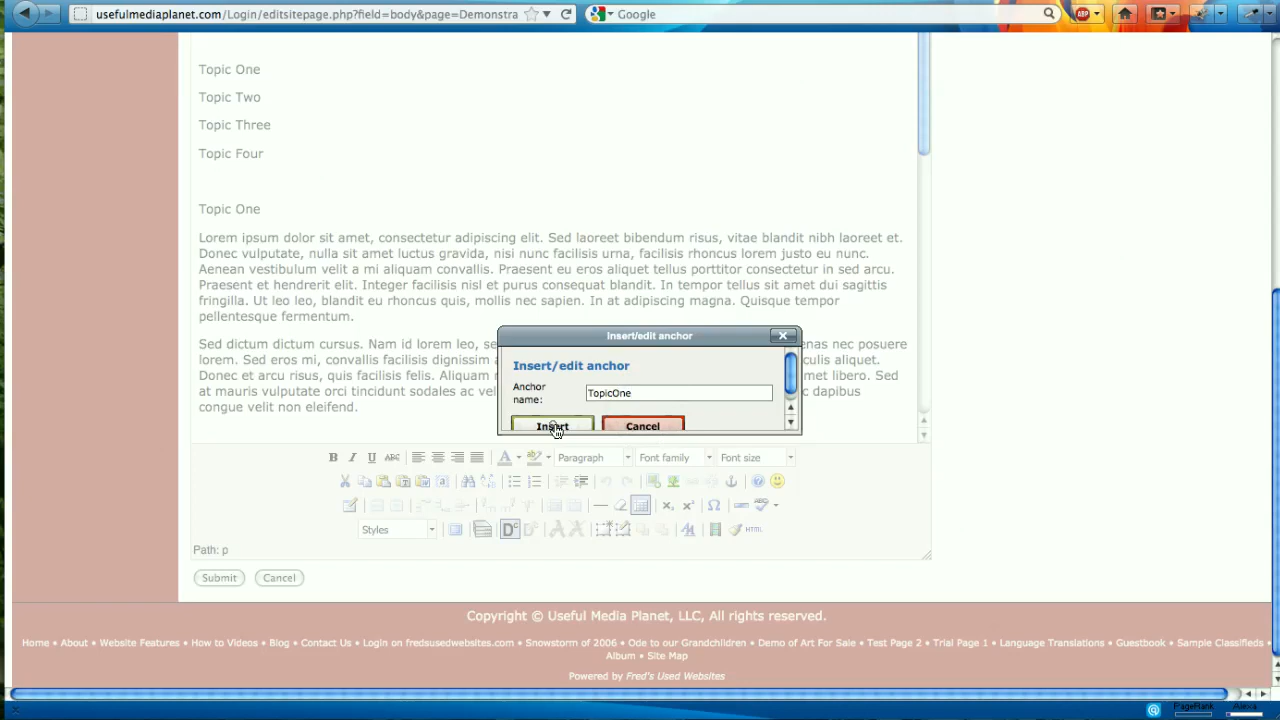 usefulmediaplanet.com/Login/editsitepage.php?field=body&page=Demonstra
Google
ABP
Topic One
Topic Two
Topic Three
Topic Four
Topic One
Lorem ipsum dolor sit amet, consectetur adipiscing elit. Sed laoreet bibendum risus, vitae blandit nibh laoreet et.
Donec vulputate, nulla sit amet luctus gravida, nisi nunc facilisis urna, facilisis rhoncus lorem justo eu nunc.
Aenean vestibulum velit a mi aliquam convallis. Praesent eu eros aliquet tellus porttitor consectetur in sed arcu.
Praesent et hendrerit elit. Integer facilisis nisl et purus consequat blandit. In tempor tellus sit amet dui sagittis
fringilla. Ut leo leo, blandit eu rhoncus quis, mollis nec sapien. In at adipiscing magna. Quisque tempor
pellentesque fermentum.
Sed dictum dictum cursus. Nam id lorem leo, se enas nec posuere
lorem. Sed eros mi, convallis facilisis dignissim culis aliquet.
Donec et arcu risus, quis facilisis felis. Aliquam met libero. Sed
at mauris vulputate orci tincidunt sodales ac ve dapibus
congue velit non eleifend.
Insert/edit anchor
Insert/edit anchor
Anchor
name:
TopicOne
Insert
Cancel
B I U ABC Paragraph Font family Font size
Styles
HTML
Path: p
Submit Cancel
Copyright © Useful Media Planet, LLC, All rights reserved.
Home • About • Website Features • How to Videos • Blog • Contact Us • Login on fredsusedwebsites.com • Snowstorm of 2006 • Ode to our Grandchildren • Demo of Art For Sale • Test Page 2 • Trial Page 1 • Language Translations • Guestbook • Sample Classifieds •
Album • Site Map
Powered by Fred's Used Websites
PageRank
Alexa